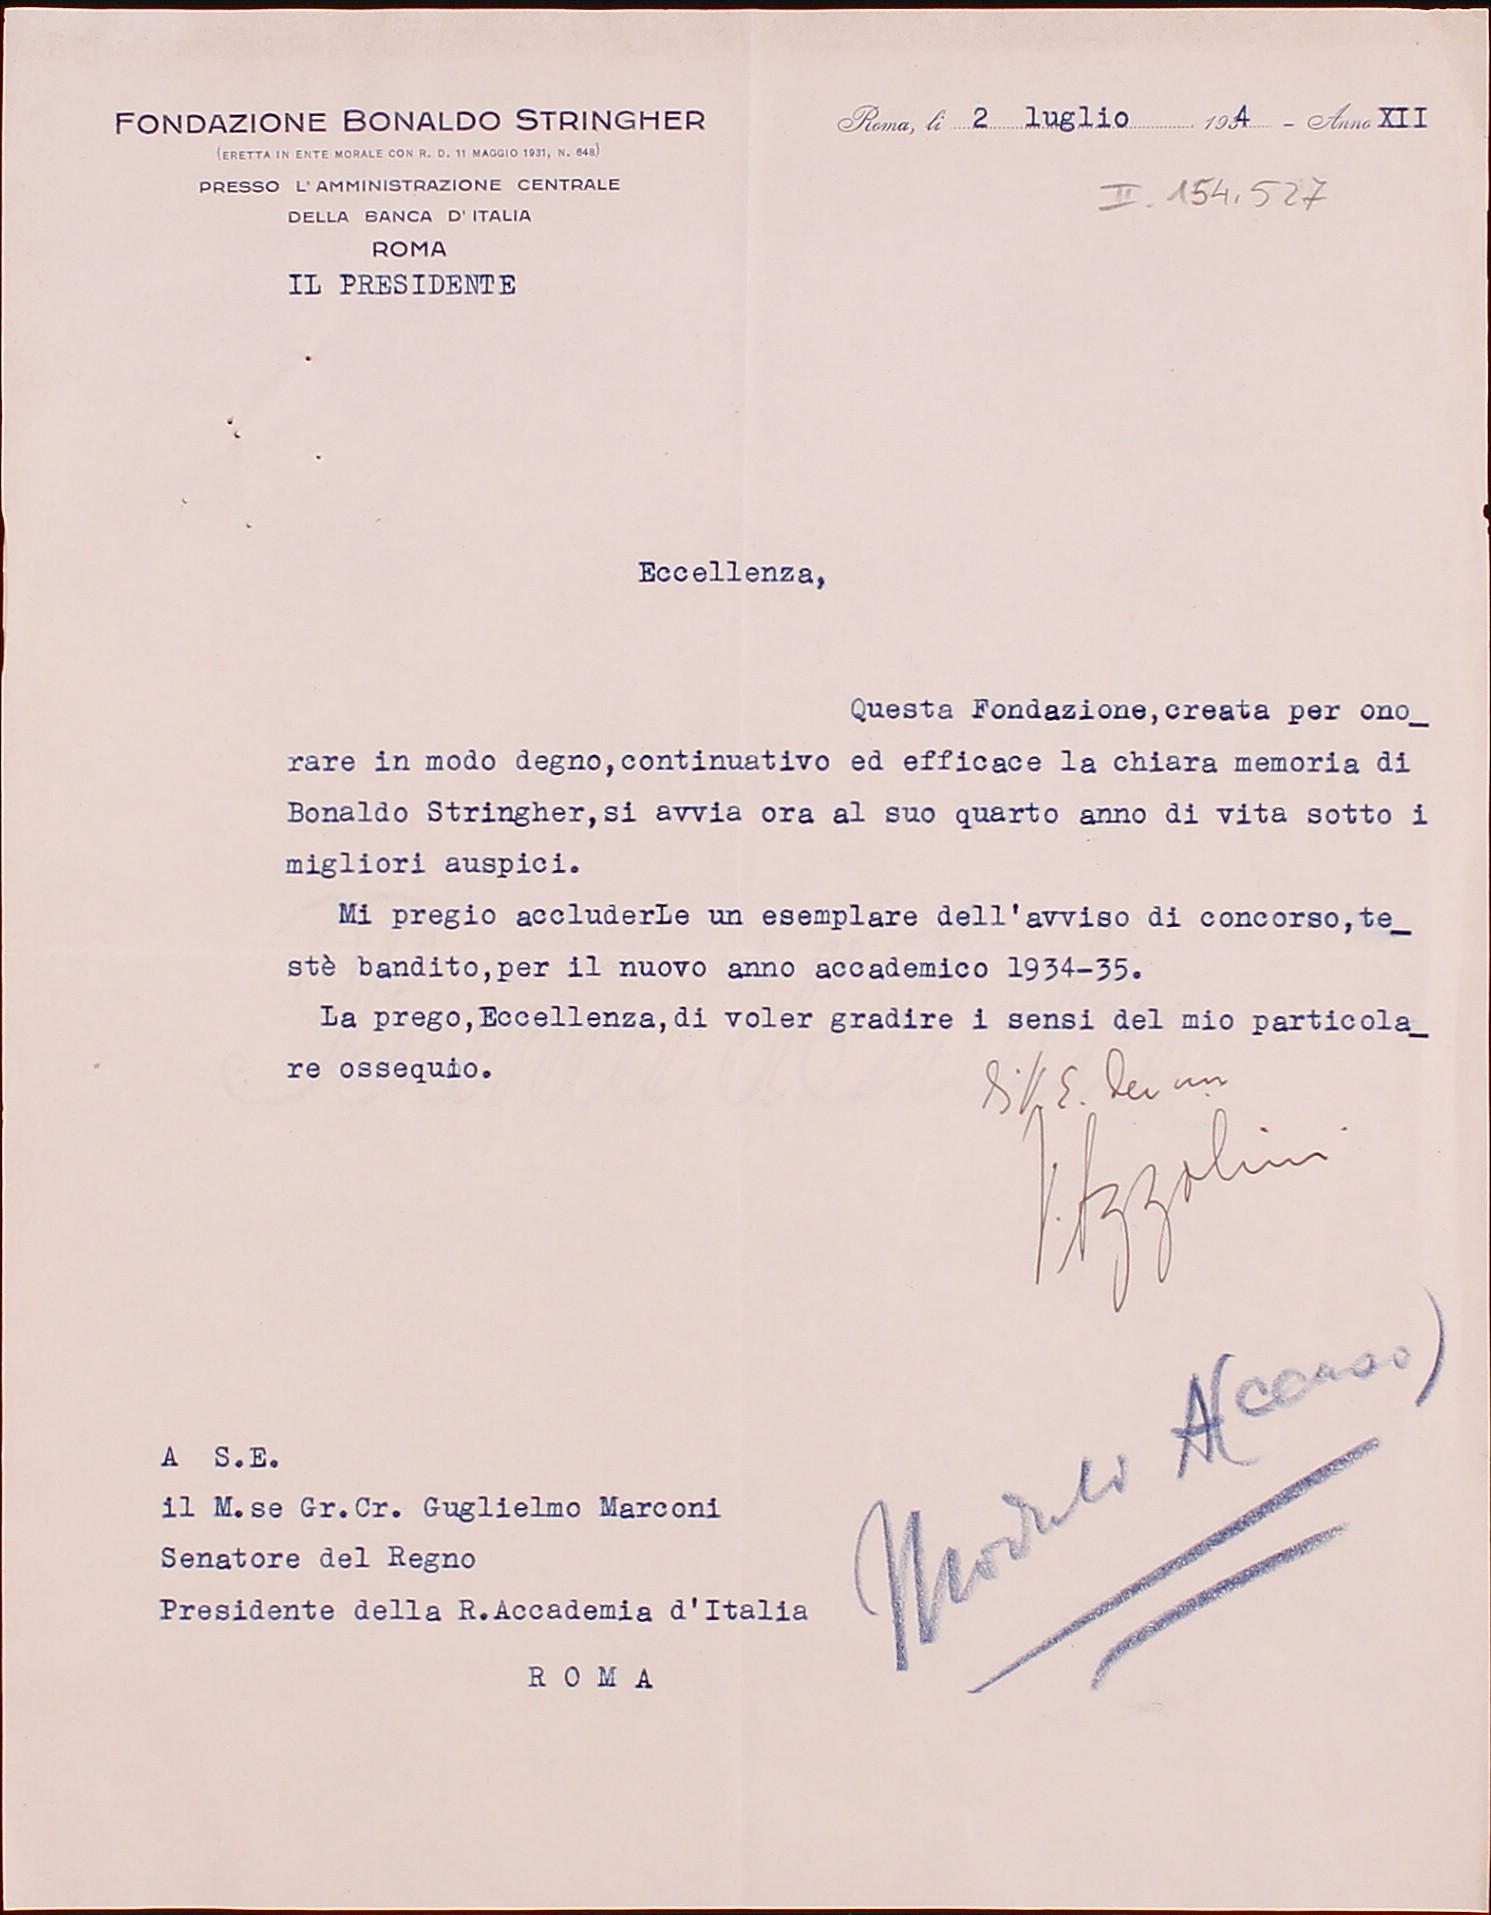 FONDAZIONE BONALDO STRINGHER
(ERETTA IN ENTE MORALE CON R. D. 11 MAGGIO 1931, N. 648)
PRESSO L'AMMINISTRAZIONE CENTRALE
DELLA BANCA D'ITALIA
ROMA
IL PRESIDENTE
Roma, li 2 luglio 1934 - Anno XII
II. 154.527
Eccellenza,
Questa Fondazione,creata per ono_
rare in modo degno,continuativo ed efficace la chiara memoria di
Bonaldo Stringher,si avvia ora al suo quarto anno di vita sotto i
migliori auspici.
Mi pregio accluderLe un esemplare dell'avviso di concorso,te_
stè bandito,per il nuovo anno accademico 1934-35.
La prego,Eccellenza,di voler gradire i sensi del mio particola_
re ossequio.
V. Azzolini
A S.E.
il M.se Gr.Cr. Guglielmo Marconi
Senatore del Regno
Presidente della R.Accademia d'Italia
R O M A
Modulo